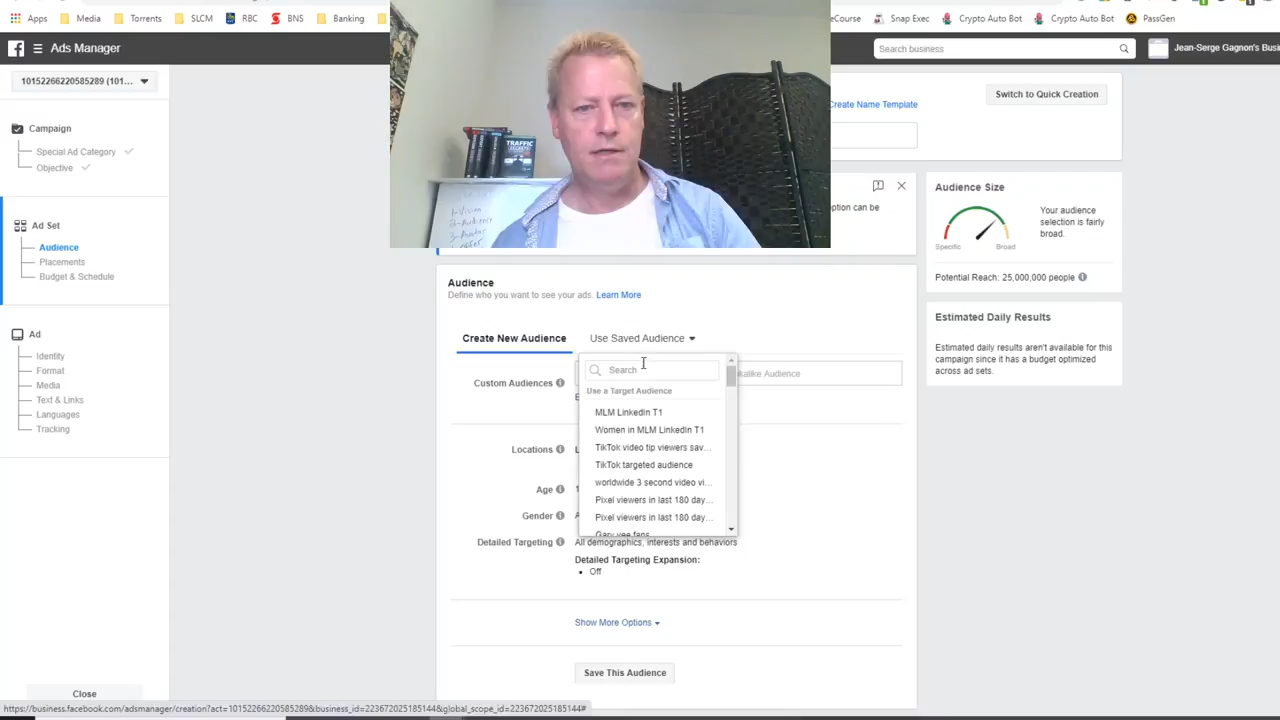 Apps Media Torrents SLCM RBC BNS Banking
eCourse Snap Exec Crypto Auto Bot Crypto Auto Bot PassGen
Ads Manager
Search business
Jean-Serge Gagnon's Busi
10152266220585289 (101...
Create Name Template
Switch to Quick Creation
Campaign
Special Ad Category
Objective
Ad Set
Audience
Placements
Budget & Schedule
Ad
Identity
Format
Media
Text & Links
Languages
Tracking
Close
TRAFFIC
SECRETS
ption can be
Audience
Define who you want to see your ads. Learn More
Create New Audience
Use Saved Audience
Custom Audiences
okalike Audience
Search
Use a Target Audience
MLM LinkedIn T1
Women in MLM LinkedIn T1
TikTok video tip viewers sav...
TikTok targeted audience
worldwide 3 second video vi...
Pixel viewers in last 180 day...
Pixel viewers in last 180 day...
Gary vee fans
Locations
Age
Gender
Detailed Targeting
All demographics, interests and behaviors
Detailed Targeting Expansion:
Off
Show More Options
Save This Audience
Audience Size
Your audience
selection is fairly
broad.
Specific
Broad
Potential Reach: 25,000,000 people
Estimated Daily Results
Estimated daily results aren't available for this
campaign since it has a budget optimized
across ad sets.
https://business.facebook.com/adsmanager/creation?act=10152266220585289&business_id=223672025185144&global_scope_id=223672025185144#